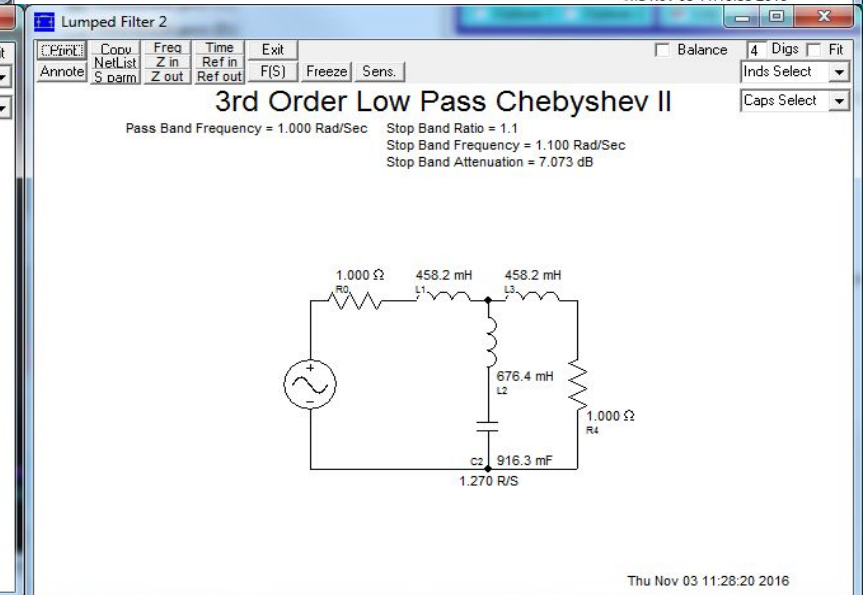 Lumped Filter 2
Copy Freq Time Exit Balance 4 Digs Fit
NetList Z in Ref in
Annote S parm Z out Ref out F(S) Freeze Sens. Inds Select
3rd Order Low Pass Chebyshev II Caps Select
Pass Band Frequency = 1.000 Rad/Sec Stop Band Ratio = 1.1
Stop Band Frequency = 1.100 Rad/Sec
Stop Band Attenuation = 7.073 dB
1.000 Ω 458.2 mH 458.2 mH
R0 L1 L3
676.4 mH
L2
1.000 Ω
R4
C2 916.3 mF
1.270 R/S
Thu Nov 03 11:28:20 2016